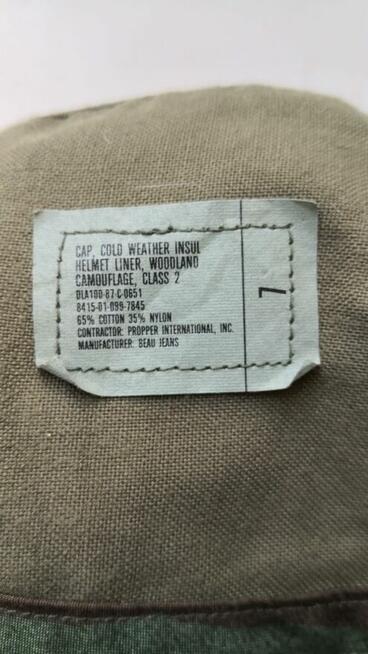 CAP, COLD WEATHER INSUL
HELMET LINER, WOODLAND
CAMOUFLAGE, CLASS 2
DLA100-87-C-0651
8415-01-099-7845
65% COTTON 35% NYLON
CONTRACTOR: PROPPER INTERNATIONAL, INC.
MANUFACTURER: BEAU JEANS
7